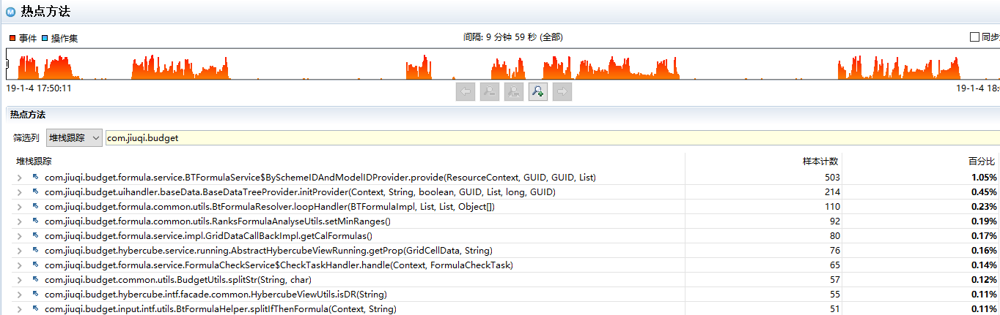 热点方法
事件 操作集 间隔: 9 分钟 59 秒 (全部) 同步
19-1-4 17:50:11 19-1-4 18:
热点方法
筛选列 堆栈跟踪 com.jiuqi.budget
堆栈跟踪 样本计数 百分比
com.jiuqi.budget.formula.service.BTFormulaService$BySchemeIDAndModelIDProvider.provide(ResourceContext, GUID, GUID, List) 503 1.05%
com.jiuqi.budget.uihandler.baseData.BaseDataTreeProvider.initProvider(Context, String, boolean, GUID, List, long, GUID) 214 0.45%
com.jiuqi.budget.formula.common.utils.BtFormulaResolver.loopHandler(BTFormulaImpl, List, List, Object[]) 110 0.23%
com.jiuqi.budget.formula.common.utils.RanksFormulaAnalyseUtils.setMinRanges() 92 0.19%
com.jiuqi.budget.formula.service.impl.GridDataCallBackImpl.getCalFormulas() 80 0.17%
com.jiuqi.budget.hybercube.service.running.AbstractHybercubeViewRunning.getProp(GridCellData, String) 76 0.16%
com.jiuqi.budget.formula.service.FormulaCheckService$CheckTaskHandler.handle(Context, FormulaCheckTask) 65 0.14%
com.jiuqi.budget.common.utils.BudgetUtils.splitStr(String, char) 57 0.12%
com.jiuqi.budget.hybercube.intf.facade.common.HybercubeViewUtils.isDR(String) 55 0.11%
com.jiuqi.budget.input.intf.utils.BtFormulaHelper.splitIfThenFormula(Context, String) 51 0.11%